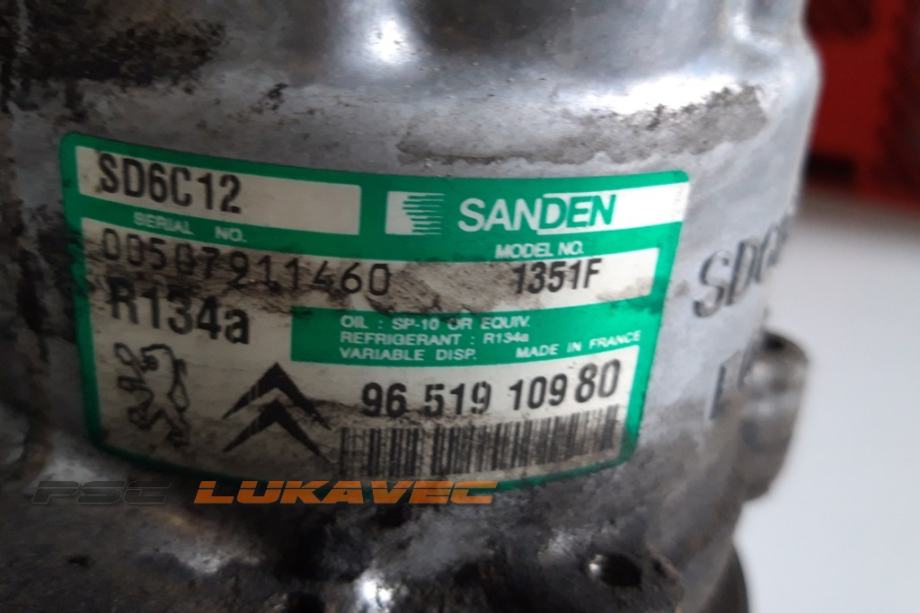 SD6C12
SANDEN
SERIAL NO.
MODEL NO.
00507911460
1351F
R134a
OIL : SP-10 OR EQUIV.
REFRIGERANT : R134a
VARIABLE DISP. MADE IN FRANCE
96 519 109 80
PSC LUKAVEC